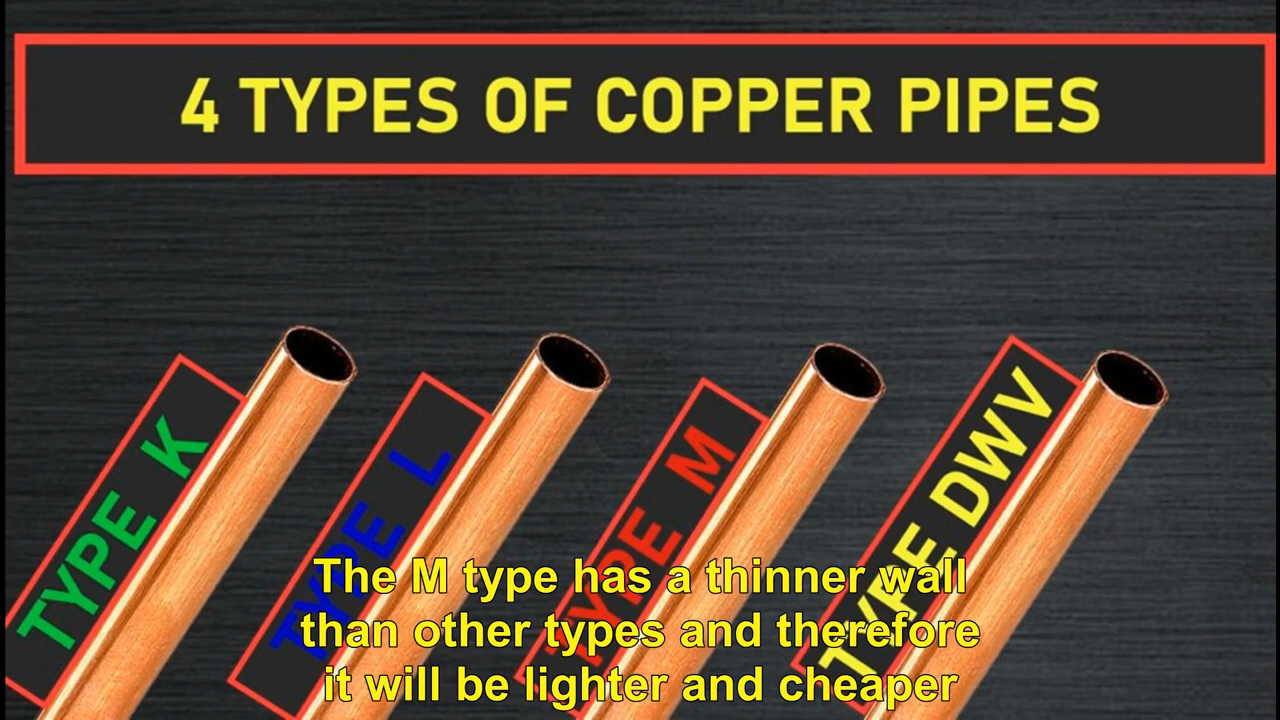 4 TYPES OF COPPER PIPES
TYPE K
TYPE L
TYPE M
TYPE DWV
The M type has a thinner wall
than other types and therefore
it will be lighter and cheaper